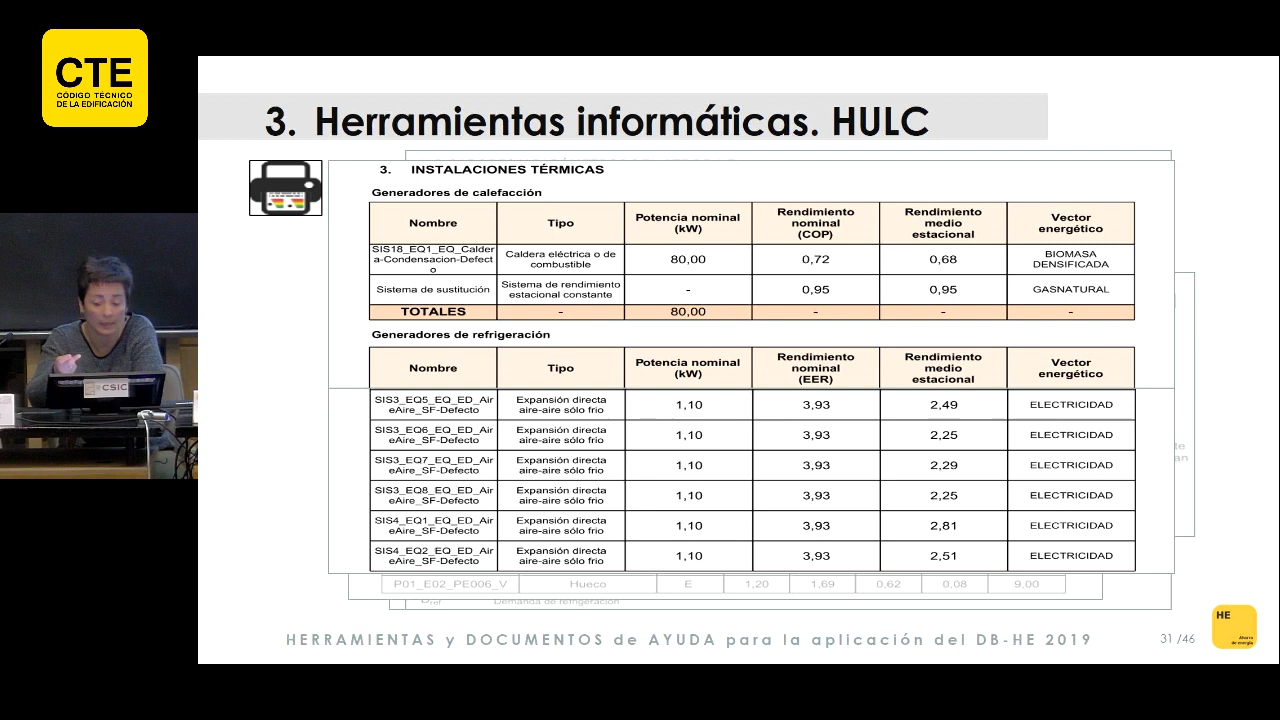 CTE
CÓDIGO TÉCNICO
DE LA EDIFICACIÓN
3. Herramientas informáticas. HULC
3. INSTALACIONES TÉRMICAS
Generadores de calefacción
Nombre Tipo Potencia nominal (kW) Rendimiento nominal (COP) Rendimiento medio estacional Vector energético
SIS18_EQ1_EQ_Caldera-Condensacion-Defecto Caldera eléctrica o de combustible 80,00 0,72 0,68 BIOMASA DENSIFICADA
Sistema de sustitución Sistema de rendimiento estacional constante - 0,95 0,95 GASNATURAL
TOTALES - 80,00 - - -
Generadores de refrigeración
Nombre Tipo Potencia nominal (kW) Rendimiento nominal (EER) Rendimiento medio estacional Vector energético
SIS3_EQ5_EQ_ED_AireAire_SF-Defecto Expansión directa aire-aire sólo frio 1,10 3,93 2,49 ELECTRICIDAD
SIS3_EQ6_EQ_ED_AireAire_SF-Defecto Expansión directa aire-aire sólo frio 1,10 3,93 2,25 ELECTRICIDAD
SIS3_EQ7_EQ_ED_AireAire_SF-Defecto Expansión directa aire-aire sólo frio 1,10 3,93 2,29 ELECTRICIDAD
SIS3_EQ8_EQ_ED_AireAire_SF-Defecto Expansión directa aire-aire sólo frio 1,10 3,93 2,25 ELECTRICIDAD
SIS4_EQ1_EQ_ED_AireAire_SF-Defecto Expansión directa aire-aire sólo frio 1,10 3,93 2,81 ELECTRICIDAD
SIS4_EQ2_EQ_ED_AireAire_SF-Defecto Expansión directa aire-aire sólo frio 1,10 3,93 2,51 ELECTRICIDAD
P01_E02_PE006_V Hueco E 1,20 1,69 0,62 0,08 9,00
Demanda de refrigeración
CSIC
HERRAMIENTAS y DOCUMENTOS de AYUDA para la aplicación del DB-HE 2019
31 /46
HE
Ahorro
de energía